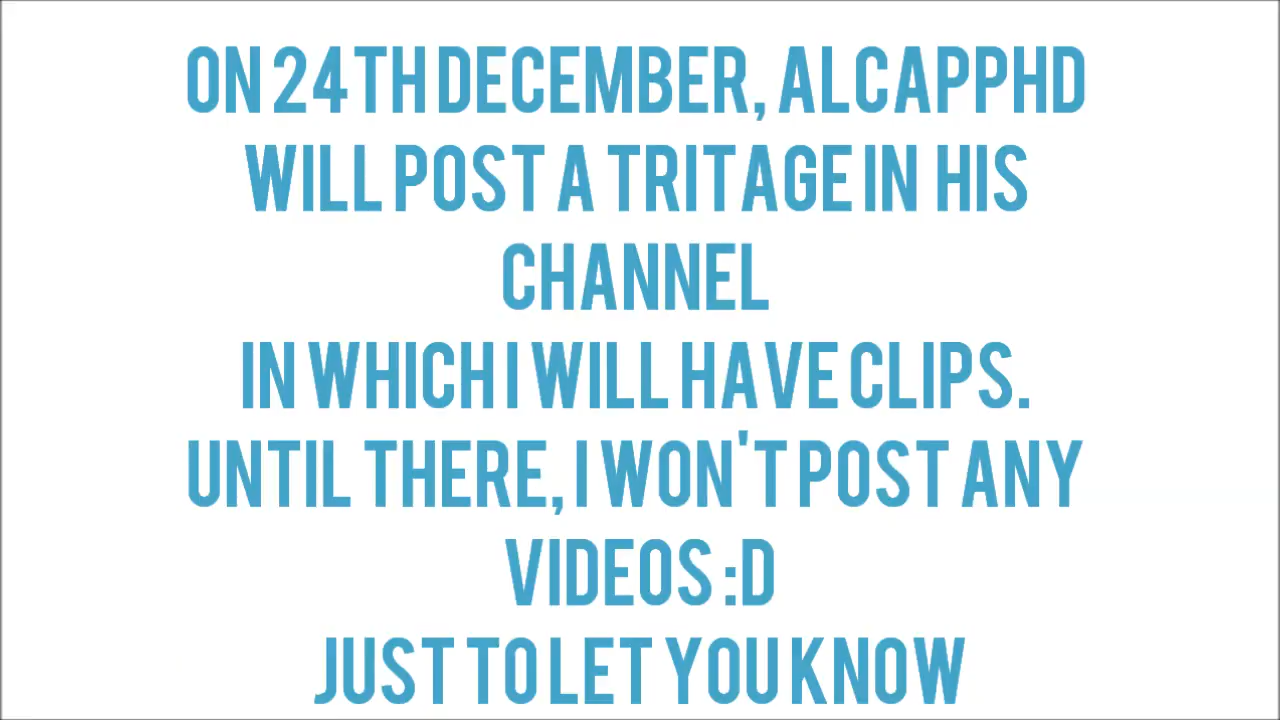 ON 24TH DECEMBER, ALCAPPHD
WILL POST A TRITAGE IN HIS
CHANNEL
IN WHICH I WILL HAVE CLIPS.
UNTIL THERE, I WON'T POST ANY
VIDEOS :D
JUST TO LET YOU KNOW